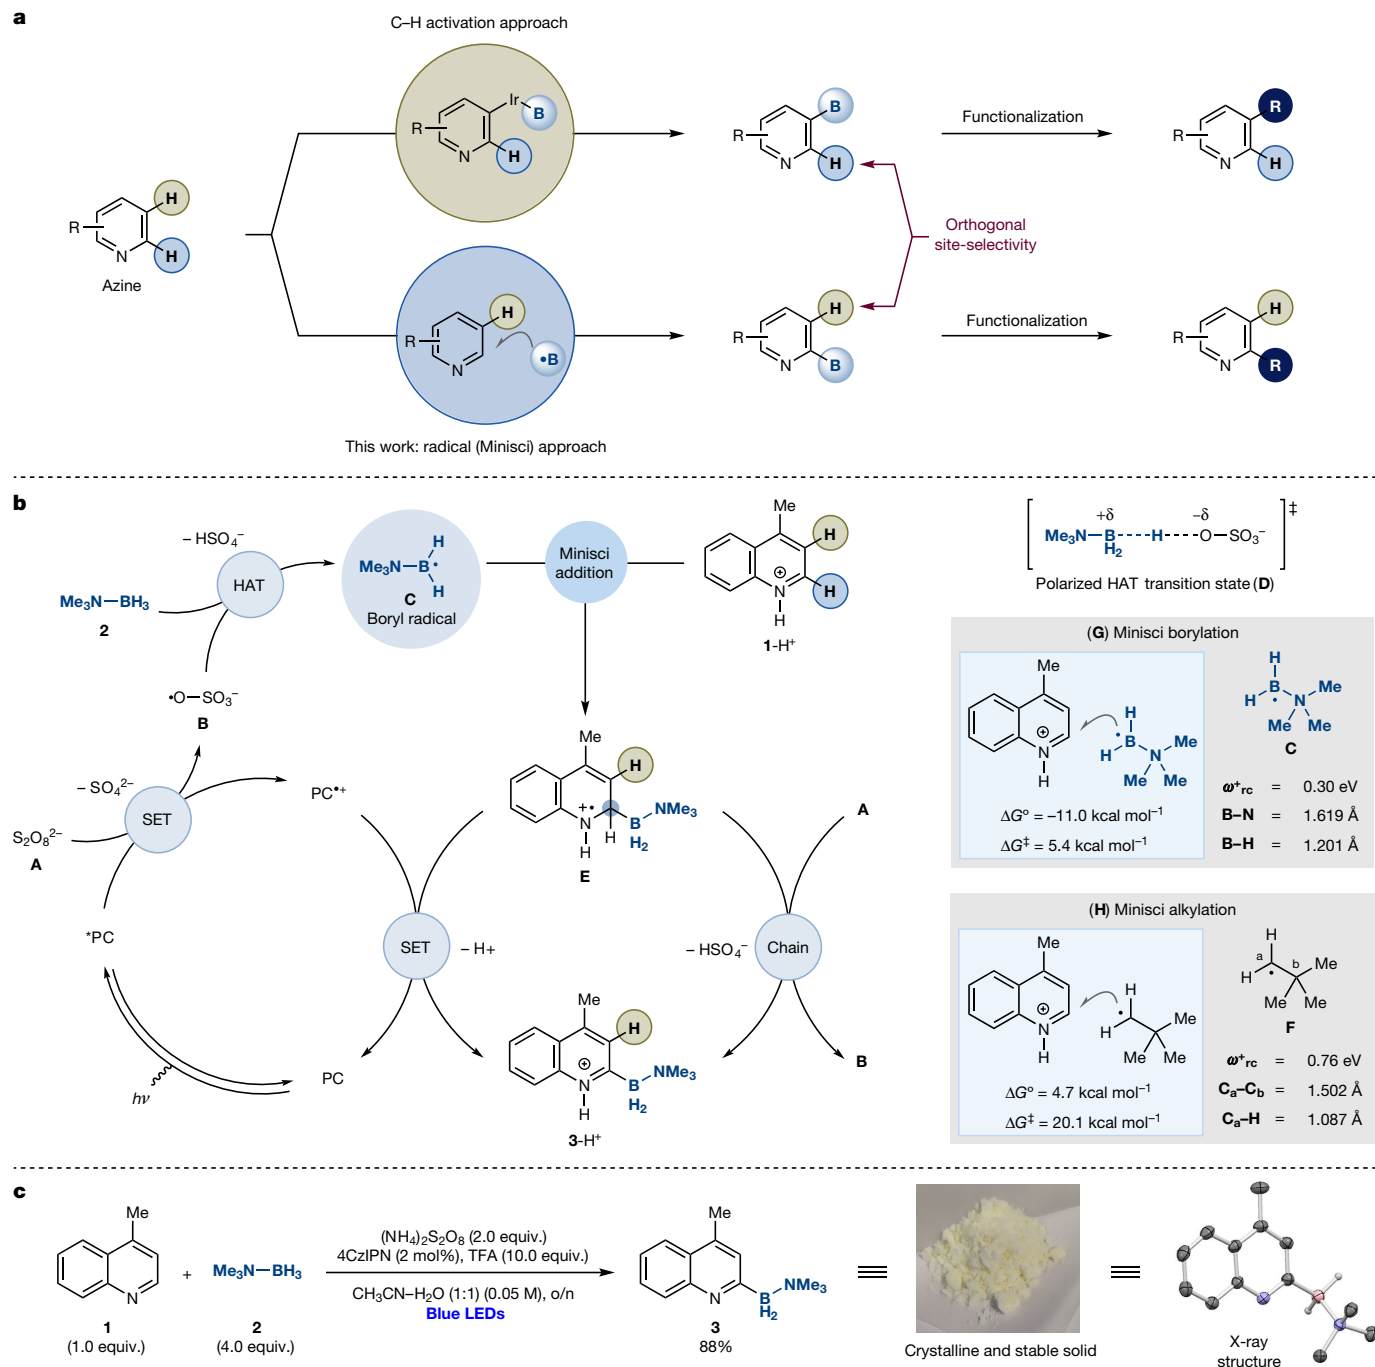 a
C–H activation approach
Ir
B
R
N
H
B
R
N
H
Functionalization
R
R
N
H
H
R
N
H
Azine
Orthogonal
site-selectivity
H
R
N
•B
H
R
N
B
Functionalization
H
R
N
R
This work: radical (Minisci) approach
b
– HSO₄⁻
HAT
Me₃N–BH₃
2
H
Me₃N–B•
H
C
Boryl radical
Minisci
addition
Me
H
H
N
H
1-H⁺
+δ
–δ
Me₃N–B---H---O–SO₃⁻
H₂
‡
Polarized HAT transition state (D)
•O–SO₃⁻
B
– SO₄²⁻
SET
S₂O₈²⁻
A
PC•+
*PC
hν
PC
SET
– H+
Me
H
+•
N
H
H
B
H₂
NMe₃
E
A
– HSO₄⁻
Chain
B
Me
H
N
H
B
H₂
NMe₃
3-H⁺
(G) Minisci borylation
Me
N
H
H
H
B
N
Me
Me
Me
ΔG° = –11.0 kcal mol⁻¹
ΔG‡ = 5.4 kcal mol⁻¹
H
H
B
N
Me
Me
Me
C
ω⁺rc = 0.30 eV
B–N = 1.619 Å
B–H = 1.201 Å
(H) Minisci alkylation
Me
N
H
H
H
Me
Me
Me
ΔG° = 4.7 kcal mol⁻¹
ΔG‡ = 20.1 kcal mol⁻¹
H
H
a
b
Me
Me
Me
F
ω⁺rc = 0.76 eV
Cₐ–C_b = 1.502 Å
Cₐ–H = 1.087 Å
c
Me
N
1
(1.0 equiv.)
+
Me₃N–BH₃
2
(4.0 equiv.)
(NH₄)₂S₂O₈ (2.0 equiv.)
4CzIPN (2 mol%), TFA (10.0 equiv.)
CH₃CN–H₂O (1:1) (0.05 M), o/n
Blue LEDs
Me
N
B
H₂
NMe₃
3
88%
Crystalline and stable solid
X-ray
structure